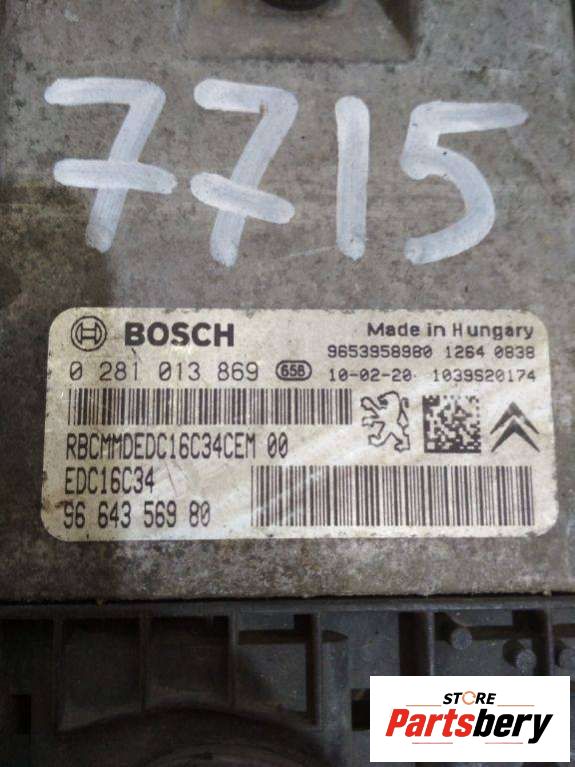 7715
BOSCH
Made in Hungary
9653958980 1264 0838
0 281 013 869 656 10-02-20 1039S20174
RBCMMDEDC16C34CEM 00
EDC16C34
96 643 569 80
STORE
Partsbery